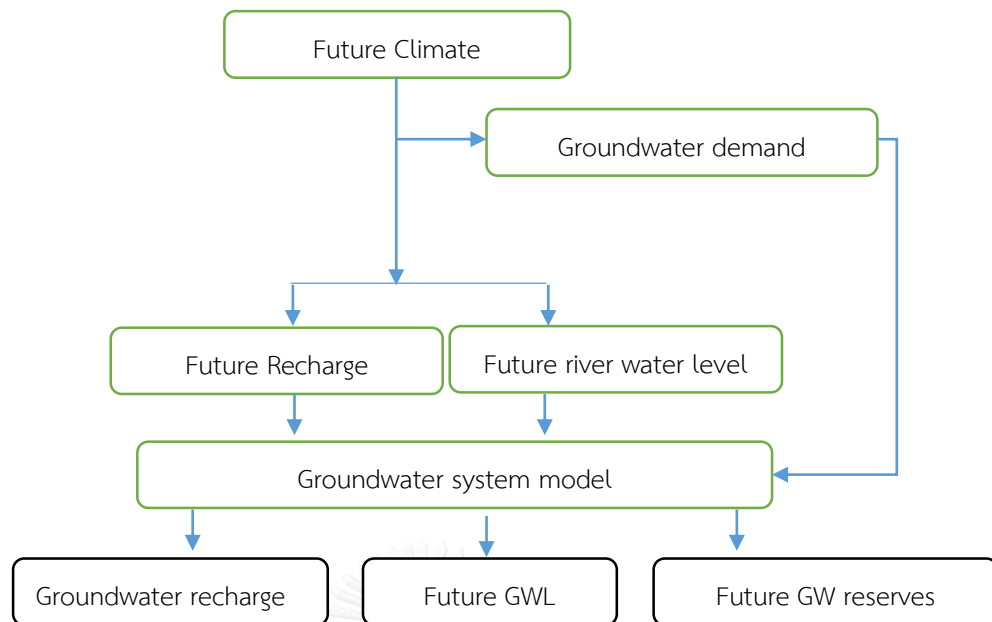 Future Climate
Groundwater demand
Future Recharge
Future river water level
Groundwater system model
Groundwater recharge
Future GWL
Future GW reserves